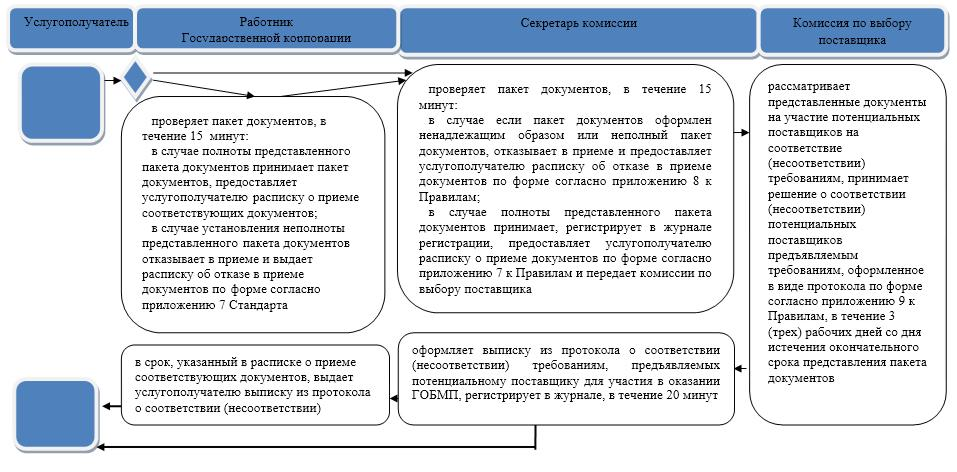 Услугополучатель
Работник
Государственной корпорации
Секретарь комиссии
Комиссия по выбору
поставщика
проверяет пакет документов, в
течение 15 минут:
в случае полноты представленного
пакета документов принимает пакет
документов, предоставляет
услугополучателю расписку о приеме
соответствующих документов;
в случае установления неполноты
представленного пакета документов
отказывает в приеме и выдает
расписку об отказе в приеме
документов по форме согласно
приложению 7 Стандарта
проверяет пакет документов, в течение 15
минут:
в случае если пакет документов оформлен
ненадлежащим образом или неполный пакет
документов, отказывает в приеме и предоставляет
услугополучателю расписку об отказе в приеме
документов по форме согласно приложению 8 к
Правилам;
в случае полноты представленного пакета
документов принимает, регистрирует в журнале
регистрации, предоставляет услугополучателю
расписку о приеме документов по форме согласно
приложению 7 к Правилам и передает комиссии по
выбору поставщика
рассматривает
представленные документы
на участие потенциальных
поставщиков на
соответствие
(несоответствии)
требованиям, принимает
решение о соответствии
(несоответствии)
потенциальных
поставщиков
предъявляемым
требованиям, оформленное
в виде протокола по форме
согласно приложению 9 к
Правилам, в течение 3
(трех) рабочих дней со дня
истечения окончательного
срока представления пакета
документов
в срок, указанный в расписке о приеме
соответствующих документов, выдает
услугополучателю выписку из протокола
о соответствии (несоответствии)
оформляет выписку из протокола о соответствии
(несоответствии) требованиям, предъявляемых
потенциальному поставщику для участия в оказании
ГОБМП, регистрирует в журнале, в течение 20 минут